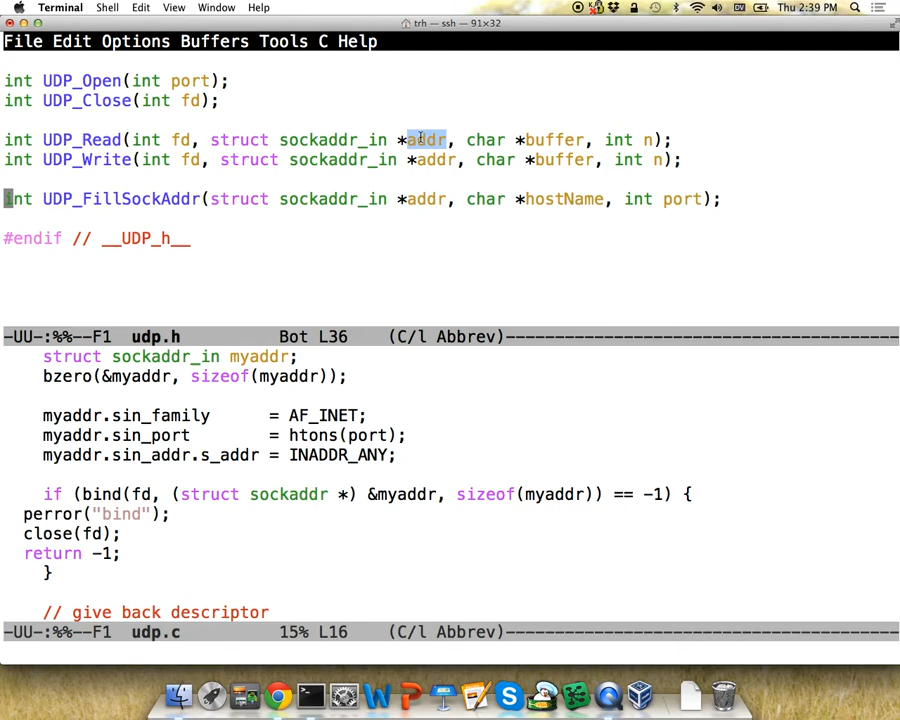 Terminal Shell Edit View Window Help Thu 2:39 PM
trh — ssh — 91×32
File Edit Options Buffers Tools C Help
int UDP_Open(int port);
int UDP_Close(int fd);
int UDP_Read(int fd, struct sockaddr_in *addr, char *buffer, int n);
int UDP_Write(int fd, struct sockaddr_in *addr, char *buffer, int n);
int UDP_FillSockAddr(struct sockaddr_in *addr, char *hostName, int port);
#endif // __UDP_h__
-UU-:%%--F1 udp.h Bot L36 (C/l Abbrev)----------------------------------------
struct sockaddr_in myaddr;
bzero(&myaddr, sizeof(myaddr));
myaddr.sin_family = AF_INET;
myaddr.sin_port = htons(port);
myaddr.sin_addr.s_addr = INADDR_ANY;
if (bind(fd, (struct sockaddr *) &myaddr, sizeof(myaddr)) == -1) {
perror("bind");
close(fd);
return -1;
}
// give back descriptor
-UU-:%%--F1 udp.c 15% L16 (C/l Abbrev)----------------------------------------